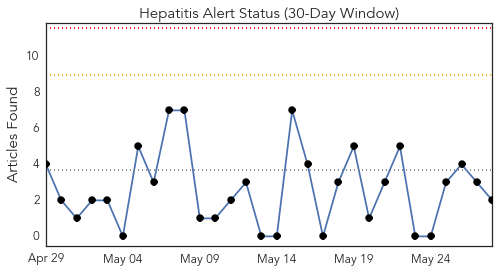 Hepatitis Alert Status (30-Day Window)
Articles Found
10
8
6
4
2
0
Apr 29
May 04
May 09
May 14
May 19
May 24